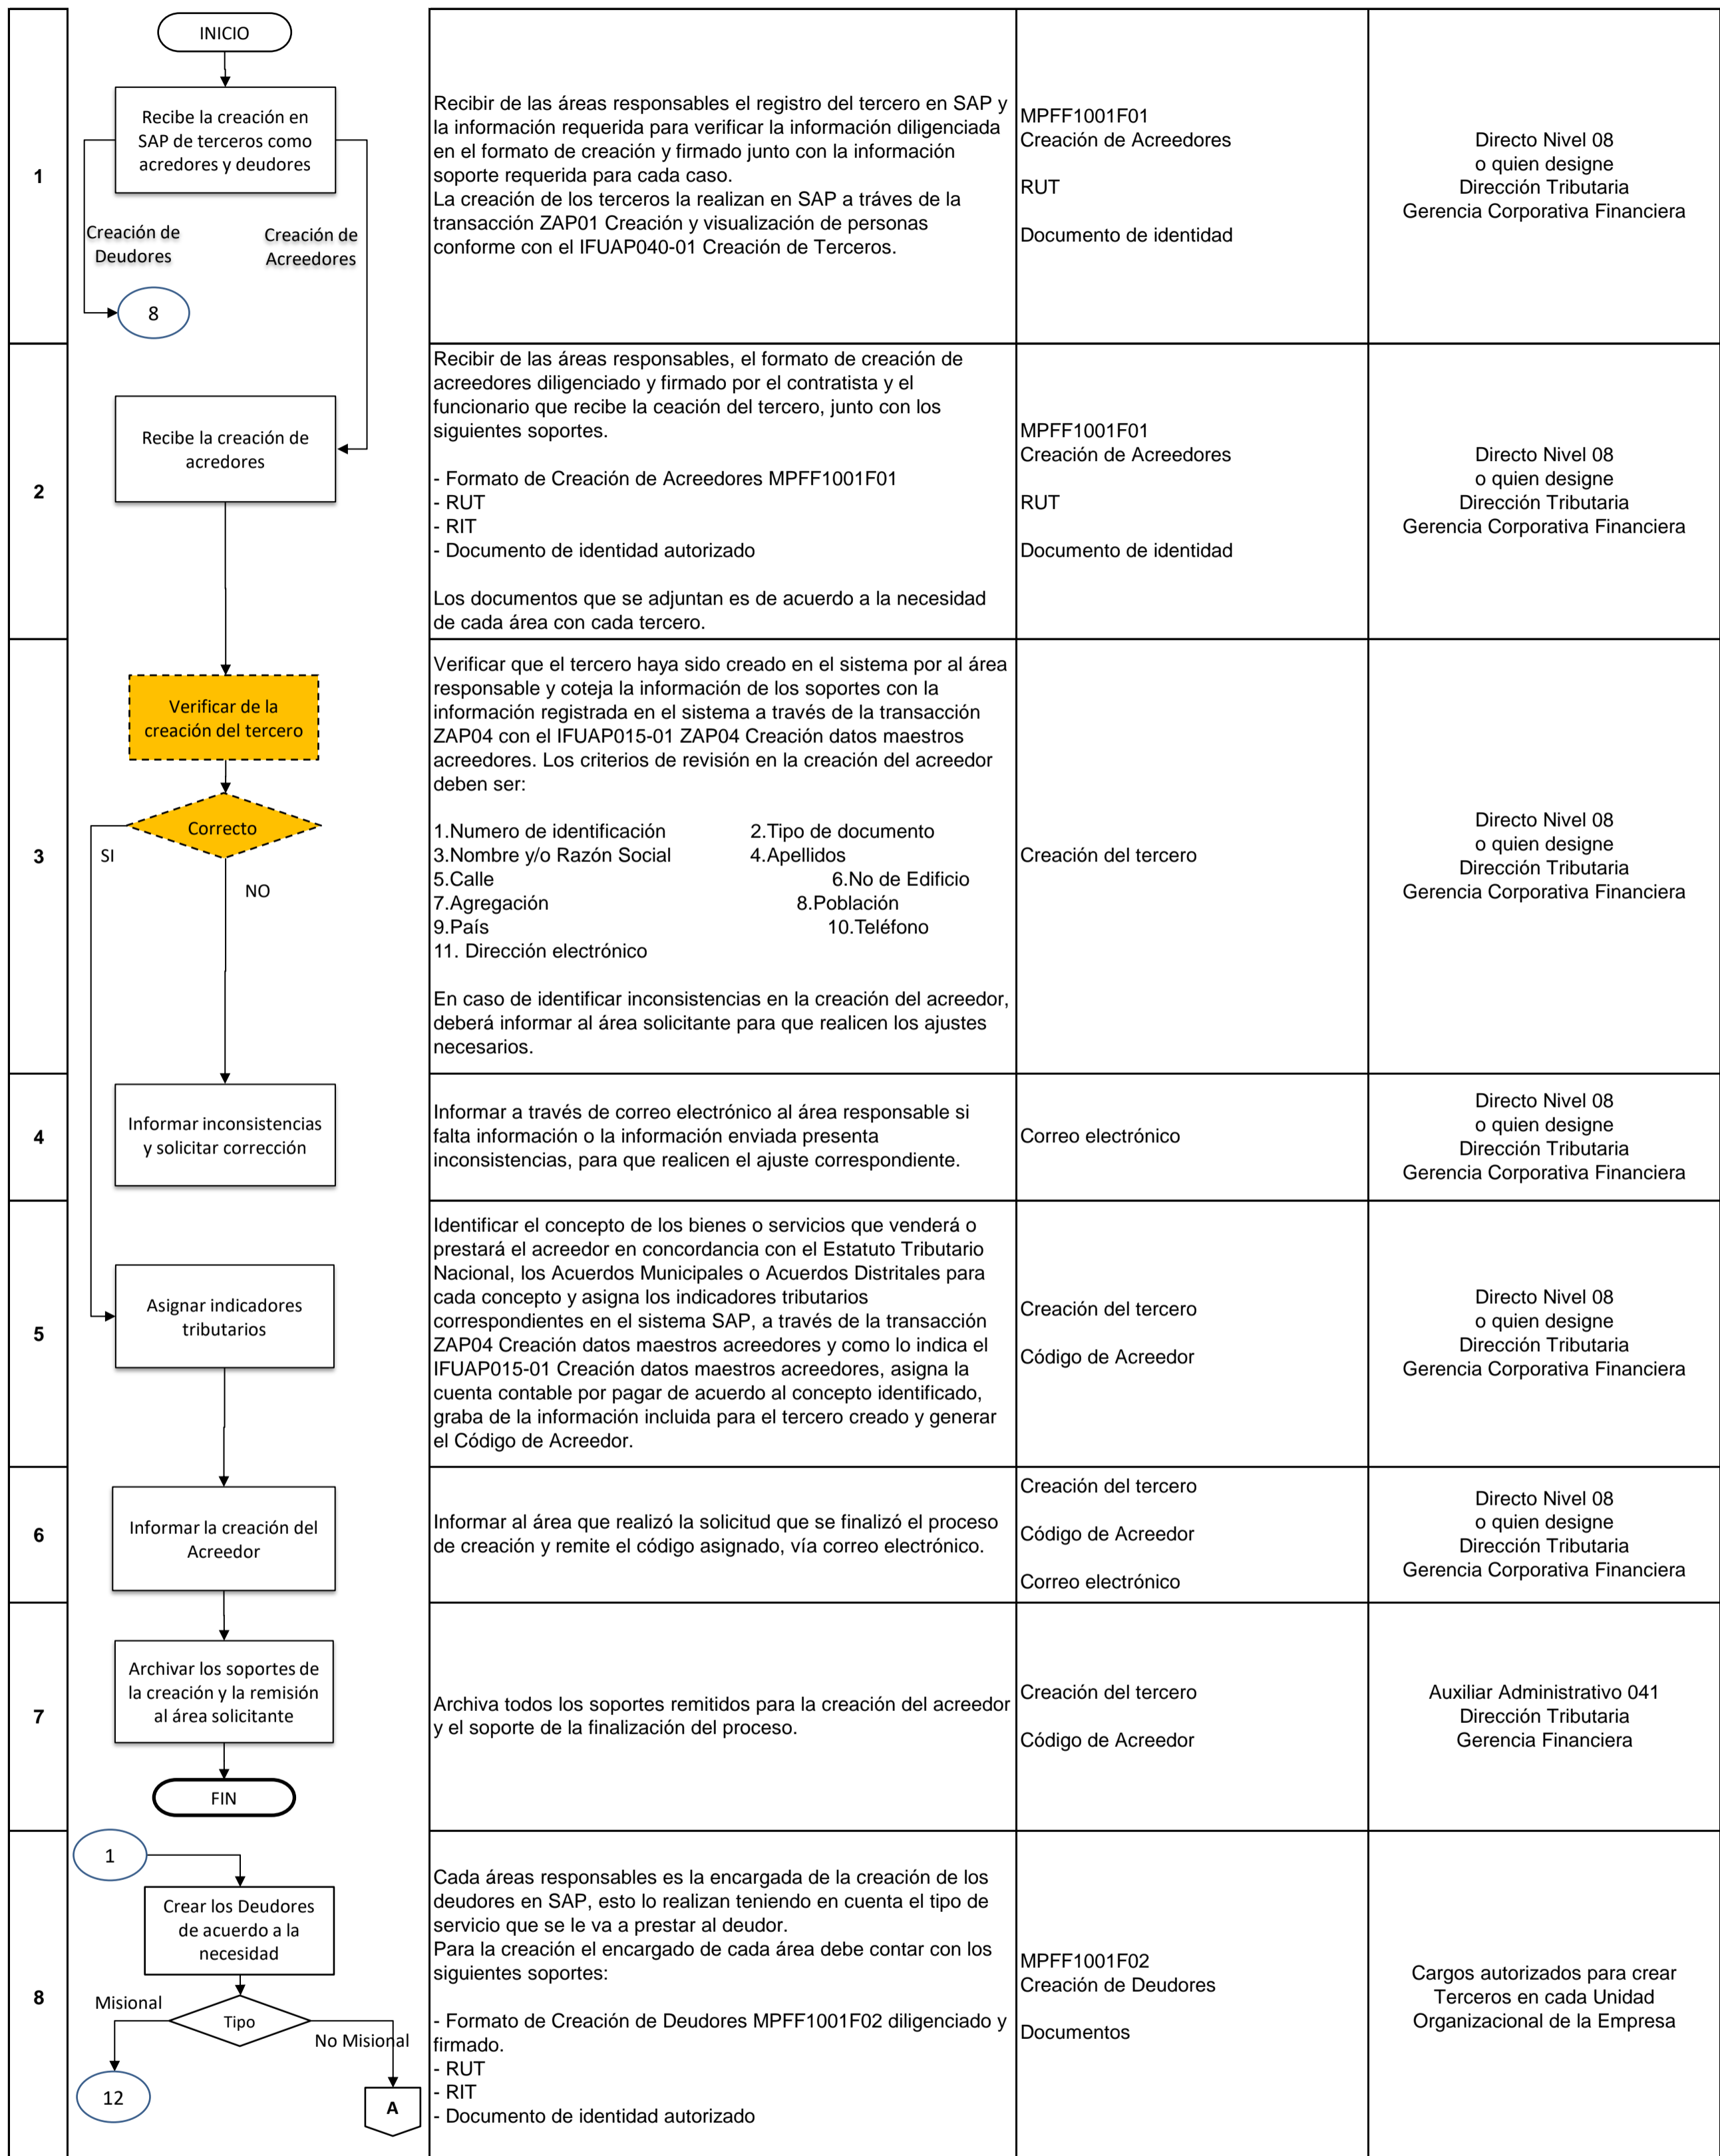 1
INICIO
Recibe la creación en
SAP de terceros como
acredores y deudores
Creación de
Deudores
Creación de
Acreedores
8
Recibir de las áreas responsables el registro del tercero en SAP y
la información requerida para verificar la información diligenciada
en el formato de creación y firmado junto con la información
soporte requerida para cada caso.
La creación de los terceros la realizan en SAP a tráves de la
transacción ZAP01 Creación y visualización de personas
conforme con el IFUAP040-01 Creación de Terceros.
MPFF1001F01
Creación de Acreedores
RUT
Documento de identidad
Directo Nivel 08
o quien designe
Dirección Tributaria
Gerencia Corporativa Financiera
2
Recibe la creación de
acredores
Recibir de las áreas responsables, el formato de creación de
acreedores diligenciado y firmado por el contratista y el
funcionario que recibe la ceación del tercero, junto con los
siguientes soportes.
- Formato de Creación de Acreedores MPFF1001F01
- RUT
- RIT
- Documento de identidad autorizado
Los documentos que se adjuntan es de acuerdo a la necesidad
de cada área con cada tercero.
MPFF1001F01
Creación de Acreedores
RUT
Documento de identidad
Directo Nivel 08
o quien designe
Dirección Tributaria
Gerencia Corporativa Financiera
3
Verificar de la
creación del tercero
Correcto
SI
NO
Verificar que el tercero haya sido creado en el sistema por al área
responsable y coteja la información de los soportes con la
información registrada en el sistema a través de la transacción
ZAP04 con el IFUAP015-01 ZAP04 Creación datos maestros
acreedores. Los criterios de revisión en la creación del acreedor
deben ser:
1.Numero de identificación 2.Tipo de documento
3.Nombre y/o Razón Social 4.Apellidos
5.Calle 6.No de Edificio
7.Agregación 8.Población
9.País 10.Teléfono
11. Dirección electrónico
En caso de identificar inconsistencias en la creación del acreedor,
deberá informar al área solicitante para que realicen los ajustes
necesarios.
Creación del tercero
Directo Nivel 08
o quien designe
Dirección Tributaria
Gerencia Corporativa Financiera
4
Informar inconsistencias
y solicitar corrección
Informar a través de correo electrónico al área responsable si
falta información o la información enviada presenta
inconsistencias, para que realicen el ajuste correspondiente.
Correo electrónico
Directo Nivel 08
o quien designe
Dirección Tributaria
Gerencia Corporativa Financiera
5
Asignar indicadores
tributarios
Identificar el concepto de los bienes o servicios que venderá o
prestará el acreedor en concordancia con el Estatuto Tributario
Nacional, los Acuerdos Municipales o Acuerdos Distritales para
cada concepto y asigna los indicadores tributarios
correspondientes en el sistema SAP, a través de la transacción
ZAP04 Creación datos maestros acreedores y como lo indica el
IFUAP015-01 Creación datos maestros acreedores, asigna la
cuenta contable por pagar de acuerdo al concepto identificado,
graba de la información incluida para el tercero creado y generar
el Código de Acreedor.
Creación del tercero
Código de Acreedor
Directo Nivel 08
o quien designe
Dirección Tributaria
Gerencia Corporativa Financiera
6
Informar la creación del
Acreedor
Informar al área que realizó la solicitud que se finalizó el proceso
de creación y remite el código asignado, vía correo electrónico.
Creación del tercero
Código de Acreedor
Correo electrónico
Directo Nivel 08
o quien designe
Dirección Tributaria
Gerencia Corporativa Financiera
7
Archivar los soportes de
la creación y la remisión
al área solicitante
FIN
Archiva todos los soportes remitidos para la creación del acreedor
y el soporte de la finalización del proceso.
Creación del tercero
Código de Acreedor
Auxiliar Administrativo 041
Dirección Tributaria
Gerencia Financiera
8
1
Crear los Deudores
de acuerdo a la
necesidad
Misional
Tipo
No Misional
12
A
Cada áreas responsables es la encargada de la creación de los
deudores en SAP, esto lo realizan teniendo en cuenta el tipo de
servicio que se le va a prestar al deudor.
Para la creación el encargado de cada área debe contar con los
siguientes soportes:
- Formato de Creación de Deudores MPFF1001F02 diligenciado y
firmado.
- RUT
- RIT
- Documento de identidad autorizado
MPFF1001F02
Creación de Deudores
Documentos
Cargos autorizados para crear
Terceros en cada Unidad
Organizacional de la Empresa